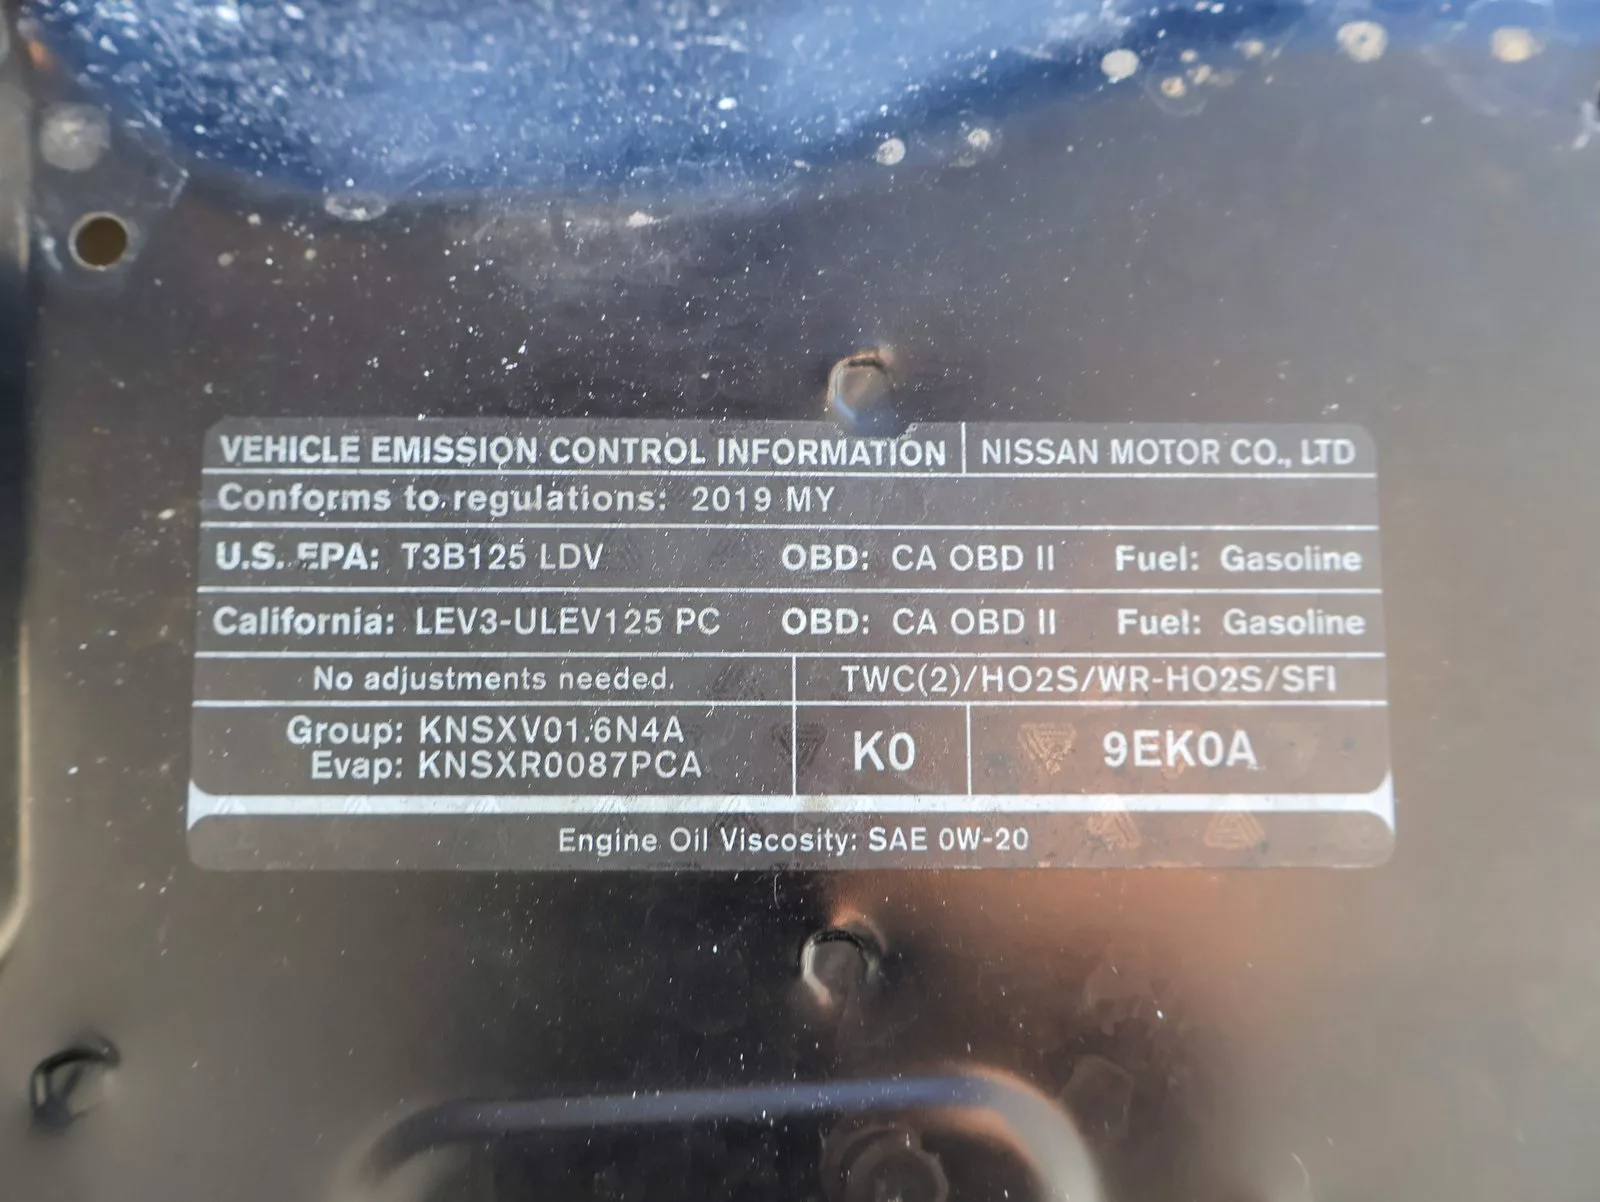 VEHICLE EMISSION CONTROL INFORMATION NISSAN MOTOR CO., LTD
Conforms to regulations: 2019 MY
U.S. EPA: T3B125 LDV OBD: CA OBD II Fuel: Gasoline
California: LEV3-ULEV125 PC OBD: CA OBD II Fuel: Gasoline
No adjustments needed. TWC(2)/HO2S/WR-HO2S/SFI
Group: KNSXV01.6N4A
Evap: KNSXR0087PCA
K0 9EK0A
Engine Oil Viscosity: SAE 0W-20